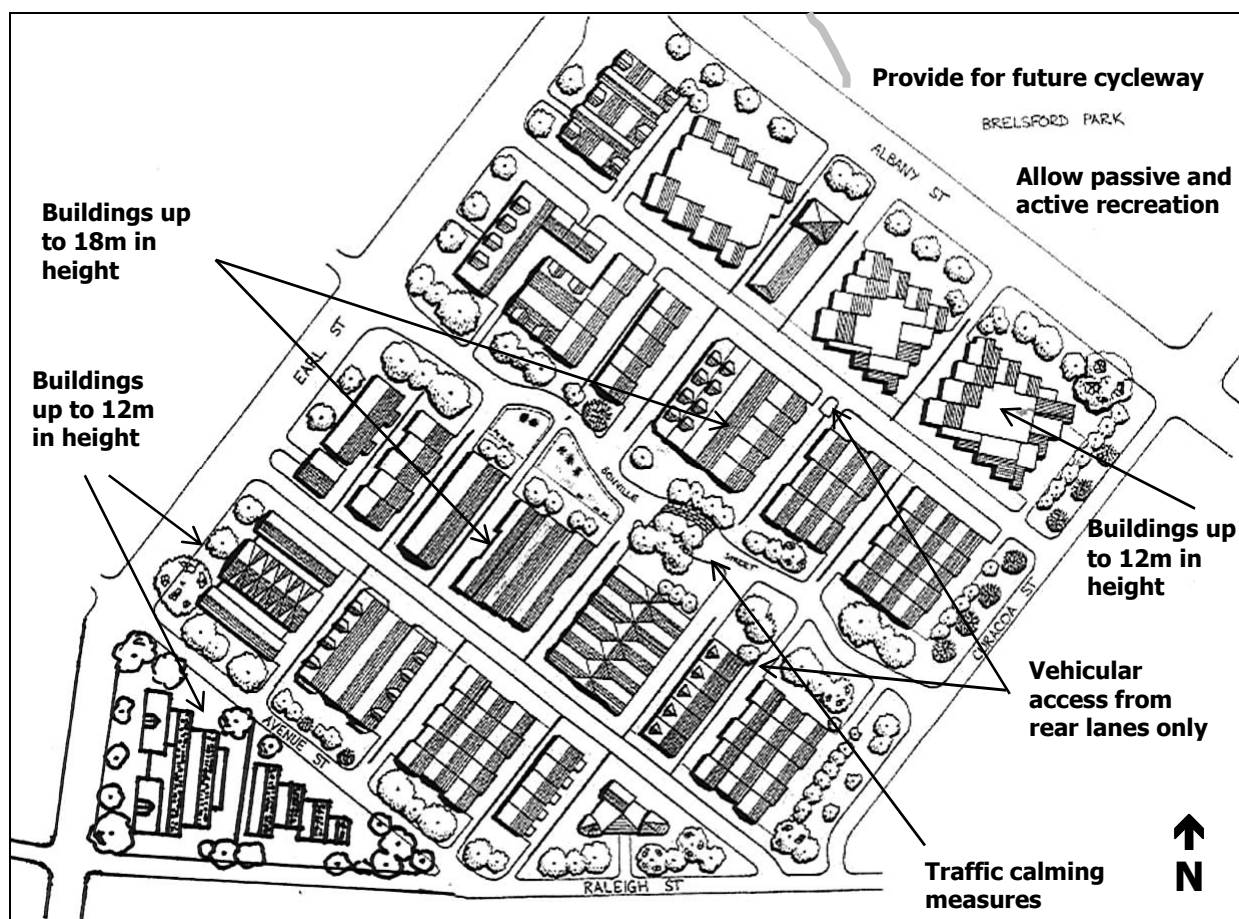 Provide for future cycleway
BRELSFORD PARK
ALBANY ST
Allow passive and
active recreation
Buildings up
to 18m in
height
EARL ST
Buildings
up to 12m
in height
BONVILLE
STREET
Buildings up
to 12m in
height
CURACOA ST
Vehicular
access from
rear lanes only
AVENUE ST
Traffic calming
measures
N
RALEIGH ST